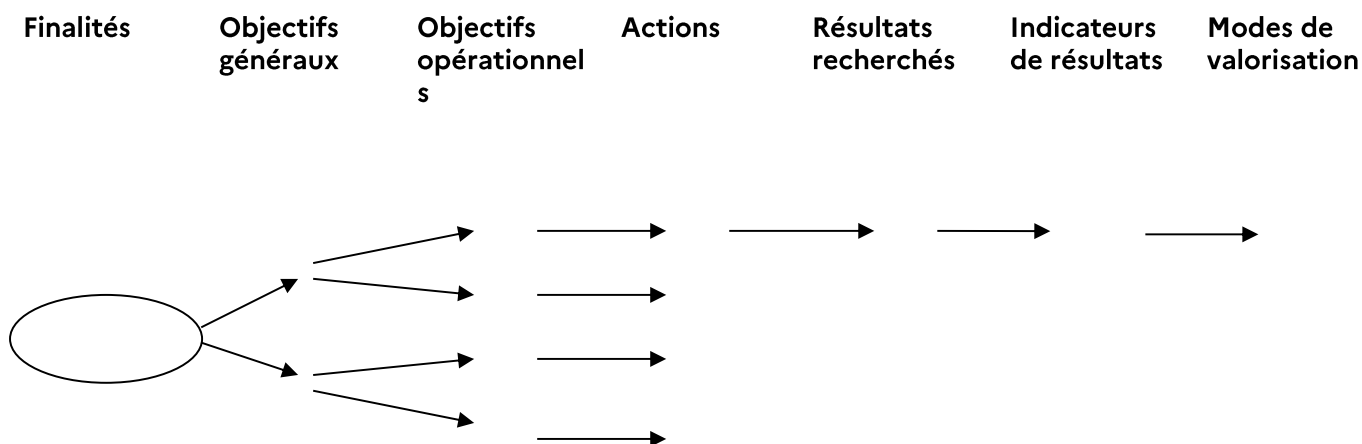 Finalités
Objectifs
généraux
Objectifs
opérationnel
s
Actions
Résultats
recherchés
Indicateurs
de résultats
Modes de
valorisation